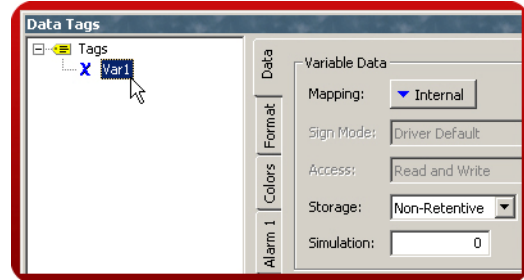 Data Tags
Tags
Var1
Data
Format
Colors
Alarm 1
Variable Data
Mapping: Internal
Sign Mode: Driver Default
Access: Read and Write
Storage: Non-Retentive
Simulation: 0